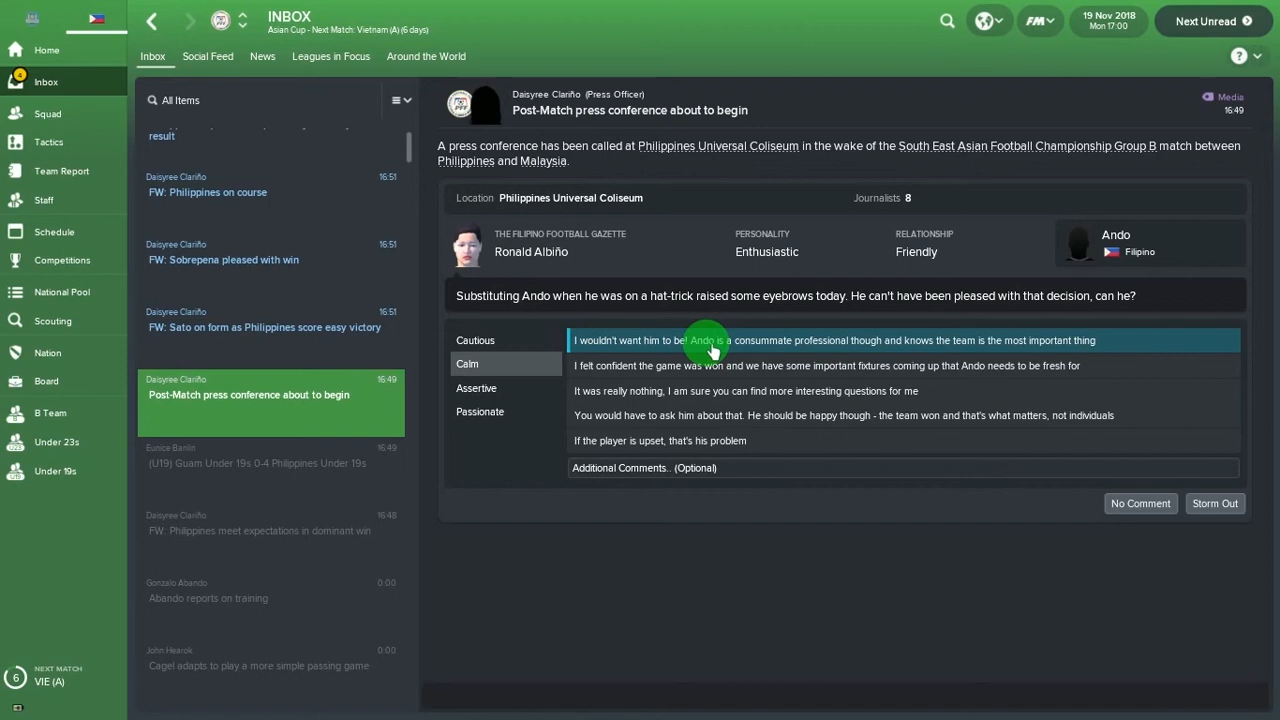 INBOX
Asian Cup - Next Match: Vietnam (A) (6 days)
FM
19 Nov 2018
Mon 17:00
Next Unread
Home
4
Inbox
Squad
Tactics
Team Report
Staff
Schedule
Competitions
National Pool
Scouting
Nation
Board
B Team
Under 23s
Under 19s
6
NEXT MATCH
VIE (A)
Inbox
Social Feed
News
Leagues in Focus
Around the World
?
All Items
result
Daisyree Clariño 16:51
FW: Philippines on course
Daisyree Clariño 16:51
FW: Sobrepena pleased with win
Daisyree Clariño 16:51
FW: Sato on form as Philippines score easy victory
Daisyree Clariño 16:49
Post-Match press conference about to begin
Eunice Banlin 16:49
(U19) Guam Under 19s 0-4 Philippines Under 19s
Daisyree Clariño 16:48
FW: Philippines meet expectations in dominant win
Gonzalo Abando 0:00
Abando reports on training
John Hearok 0:00
Cagel adapts to play a more simple passing game
PFF
Daisyree Clariño (Press Officer)
Post-Match press conference about to begin
Media
16:49
A press conference has been called at Philippines Universal Coliseum in the wake of the South East Asian Football Championship Group B match between
Philippines and Malaysia.
Location Philippines Universal Coliseum
Journalists 8
THE FILIPINO FOOTBALL GAZETTE
Ronald Albiño
PERSONALITY
Enthusiastic
RELATIONSHIP
Friendly
Ando
Filipino
Substituting Ando when he was on a hat-trick raised some eyebrows today. He can't have been pleased with that decision, can he?
Cautious
Calm
Assertive
Passionate
I wouldn't want him to be! Ando is a consummate professional though and knows the team is the most important thing
I felt confident the game was won and we have some important fixtures coming up that Ando needs to be fresh for
It was really nothing, I am sure you can find more interesting questions for me
You would have to ask him about that. He should be happy though - the team won and that's what matters, not individuals
If the player is upset, that's his problem
Additional Comments.. (Optional)
No Comment
Storm Out